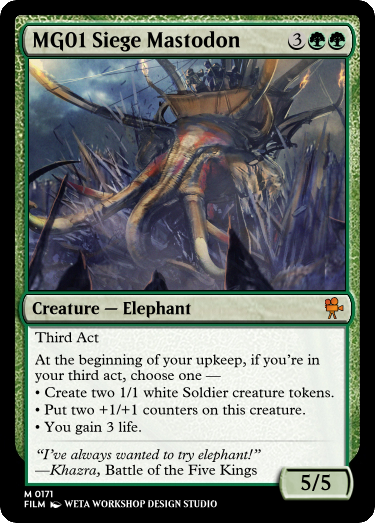 MG01 Siege Mastodon 3
Creature — Elephant
Third Act
At the beginning of your upkeep, if you're in
your third act, choose one —
• Create two 1/1 white Soldier creature tokens.
• Put two +1/+1 counters on this creature.
• You gain 3 life.
"I've always wanted to try elephant!"
—Khazra, Battle of the Five Kings
5/5
M 0171
FILM WETA WORKSHOP DESIGN STUDIO